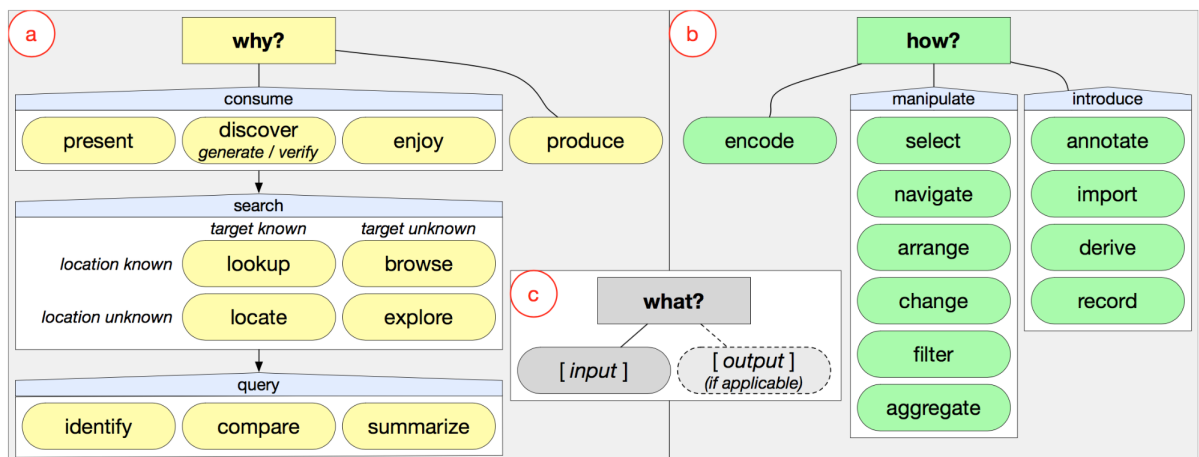 a
why?
consume
present
discover
generate / verify
enjoy
produce
search
target known
target unknown
location known
lookup
browse
location unknown
locate
explore
query
identify
compare
summarize
b
how?
encode
manipulate
select
navigate
arrange
change
filter
aggregate
introduce
annotate
import
derive
record
c
what?
[ input ]
[ output ]
(if applicable)